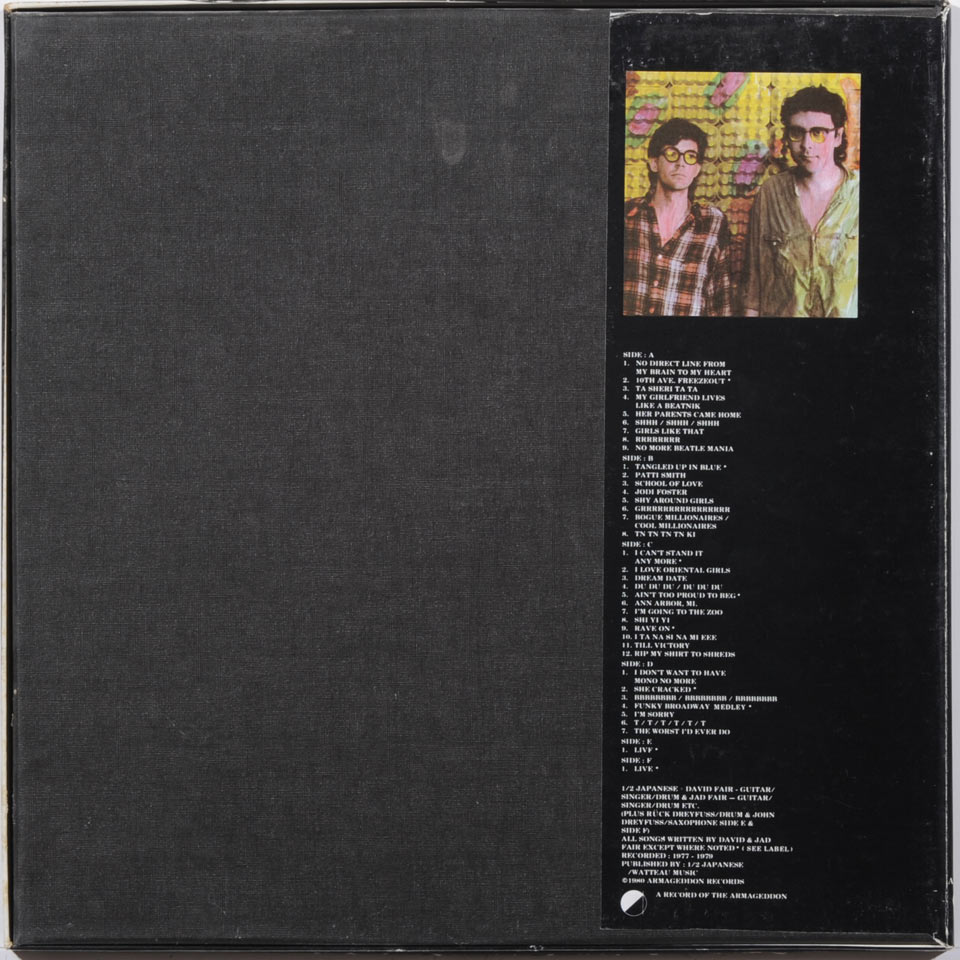 SIDE : A
1. NO DIRECT LINE FROM
MY BRAIN TO MY HEART
2. 10TH AVE. FREEZEOUT *
3. TA SHERI TA TA
4. MY GIRLFRIEND LIVES
LIKE A BEATNIK
5. HER PARENTS CAME HOME
6. SHHH / SHHH / SHHH
7. GIRLS LIKE THAT
8. RRRRRRRR
9. NO MORE BEATLE MANIA
SIDE : B
1. TANGLED UP IN BLUE *
2. PATTI SMITH
3. SCHOOL OF LOVE
4. JODI FOSTER
5. SHY AROUND GIRLS
6. GRRRRRRRRRRRRRRRR
7. ROGUE MILLIONAIRES /
COOL MILLIONAIRES
8. TN TN TN TN KI
SIDE : C
1. I CAN'T STAND IT
ANY MORE *
2. I LOVE ORIENTAL GIRLS
3. DREAM DATE
4. DU DU DU / DU DU DU
5. AIN'T TOO PROUD TO BEG *
6. ANN ARBOR, MI.
7. I'M GOING TO THE ZOO
8. SHI YI YI
9. RAVE ON *
10. I TA NA SI NA MI EEE
11. TILL VICTORY
12. RIP MY SHIRT TO SHREDS
SIDE : D
1. I DON'T WANT TO HAVE
MONO NO MORE
2. SHE CRACKED *
3. BBBBBBBB / BBBBBBBB / BBBBBBBB
4. FUNKY BROADWAY MEDLEY *
5. I'M SORRY
6. T / T / T / T / T / T
7. THE WORST I'D EVER DO
SIDE : E
1. LIVE *
SIDE : F
1. LIVE *
1/2 JAPANESE - DAVID FAIR - GUITAR/
SINGER/DRUM & JAD FAIR — GUITAR/
SINGER/DRUM ETC.
(PLUS RÜCK DREYFUSS/DRUM & JOHN
DREYFUSS/SAXOPHONE SIDE E &
SIDE F)
ALL SONGS WRITTEN BY DAVID & JAD
FAIR EXCEPT WHERE NOTED * ( SEE LABEL )
RECORDED : 1977 - 1979
PUBLISHED BY : 1/2 JAPANESE
/WATTEAU MUSIC
©1980 ARMAGEDDON RECORDS
A RECORD OF THE ARMAGEDDON